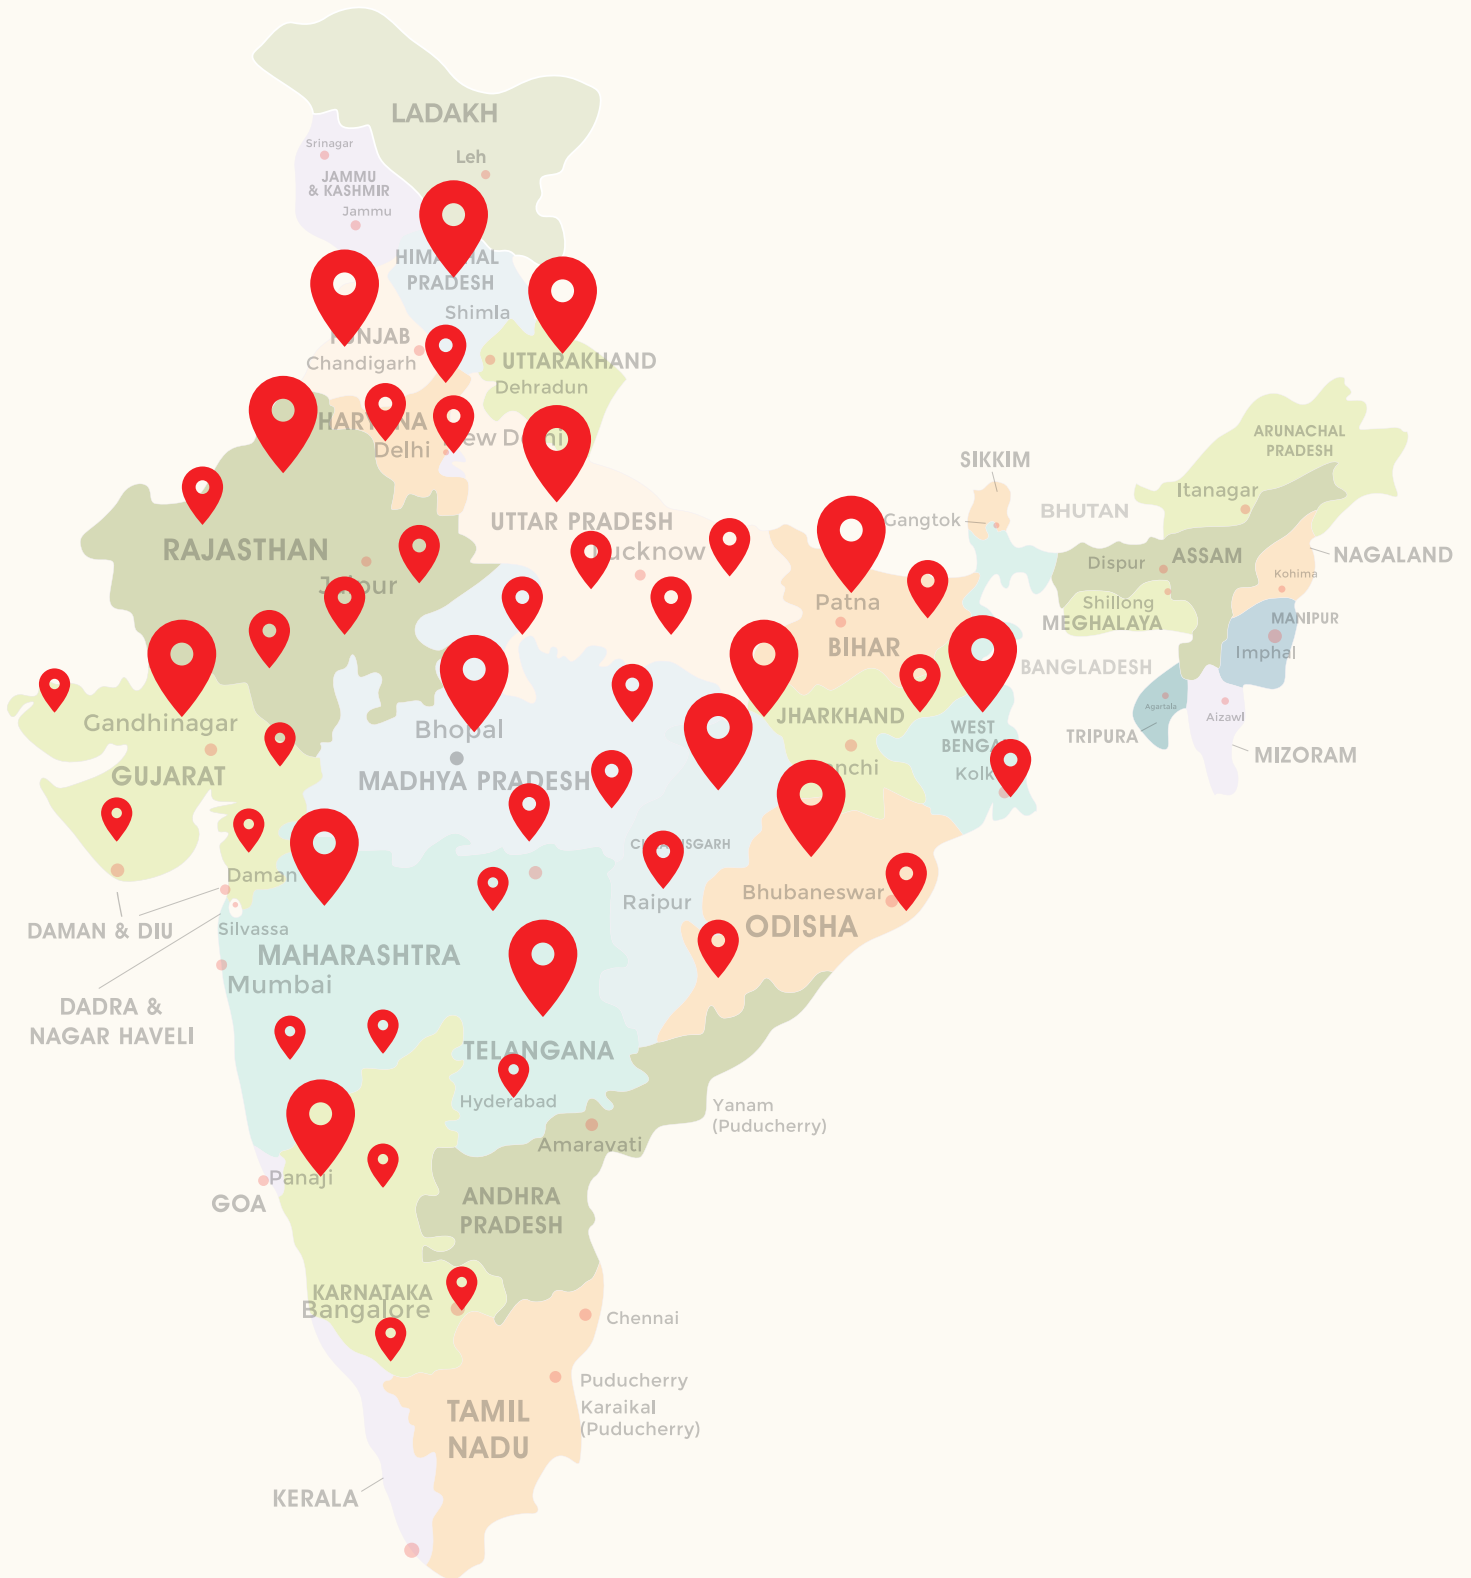 LADAKH
Srinagar
Leh
JAMMU
& KASHMIR
Jammu
PRADESH
Shimla
Chandigarh
UTTARAKHAND
Dehradun
Delhi
ARUNACHAL
PRADESH
SIKKIM
Itanagar
BHUTAN
Gangtok
UTTAR PRADESH
RAJASTHAN
NAGALAND
ASSAM
Dispur
Kohima
Patna
Shillong
MEGHALAYA
MANIPUR
BIHAR
Imphal
BANGLADESH
Agartala
JHARKHAND
Aizawl
Gandhinagar
WEST
Bhopal
TRIPURA
MIZORAM
GUJARAT
MADHYA PRADESH
Daman
Bhubaneswar
Raipur
ODISHA
DAMAN & DIU
Silvassa
MAHARASHTRA
Mumbai
DADRA &
NAGAR HAVELI
TELANGANA
Hyderabad
Yanam
(Puducherry)
Amaravati
Panaji
GOA
ANDHRA
PRADESH
KARNATAKA
Bangalore
Chennai
Puducherry
Karaikal
(Puducherry)
TAMIL
NADU
KERALA